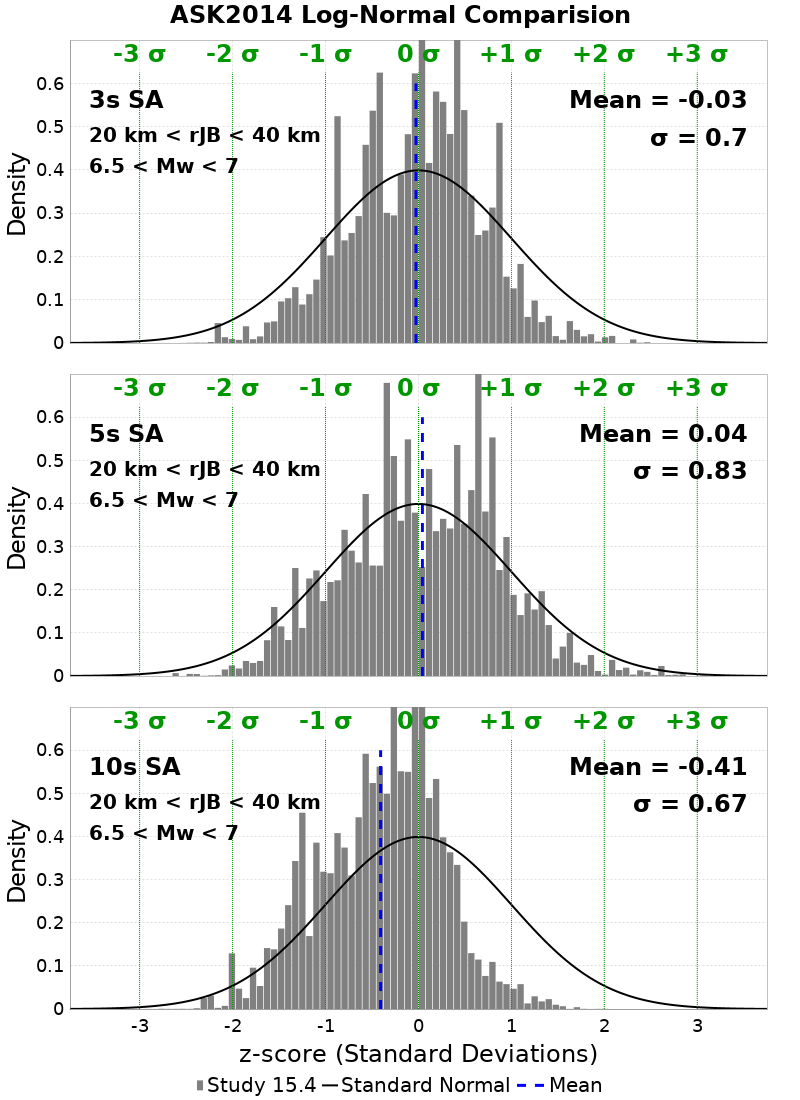 ASK2014 Log-Normal Comparision
-3 σ -2 σ -1 σ 0 σ +1 σ +2 σ +3 σ
3s SA
20 km < rJB < 40 km
6.5 < Mw < 7
Mean = -0.03
σ = 0.7
Density
0.6
0.5
0.4
0.3
0.2
0.1
0
-3 σ -2 σ -1 σ 0 σ +1 σ +2 σ +3 σ
5s SA
20 km < rJB < 40 km
6.5 < Mw < 7
Mean = 0.04
σ = 0.83
Density
0.6
0.5
0.4
0.3
0.2
0.1
0
-3 σ -2 σ -1 σ 0 σ +1 σ +2 σ +3 σ
10s SA
20 km < rJB < 40 km
6.5 < Mw < 7
Mean = -0.41
σ = 0.67
Density
0.6
0.5
0.4
0.3
0.2
0.1
0
-3 -2 -1 0 1 2 3
z-score (Standard Deviations)
Study 15.4 Standard Normal Mean